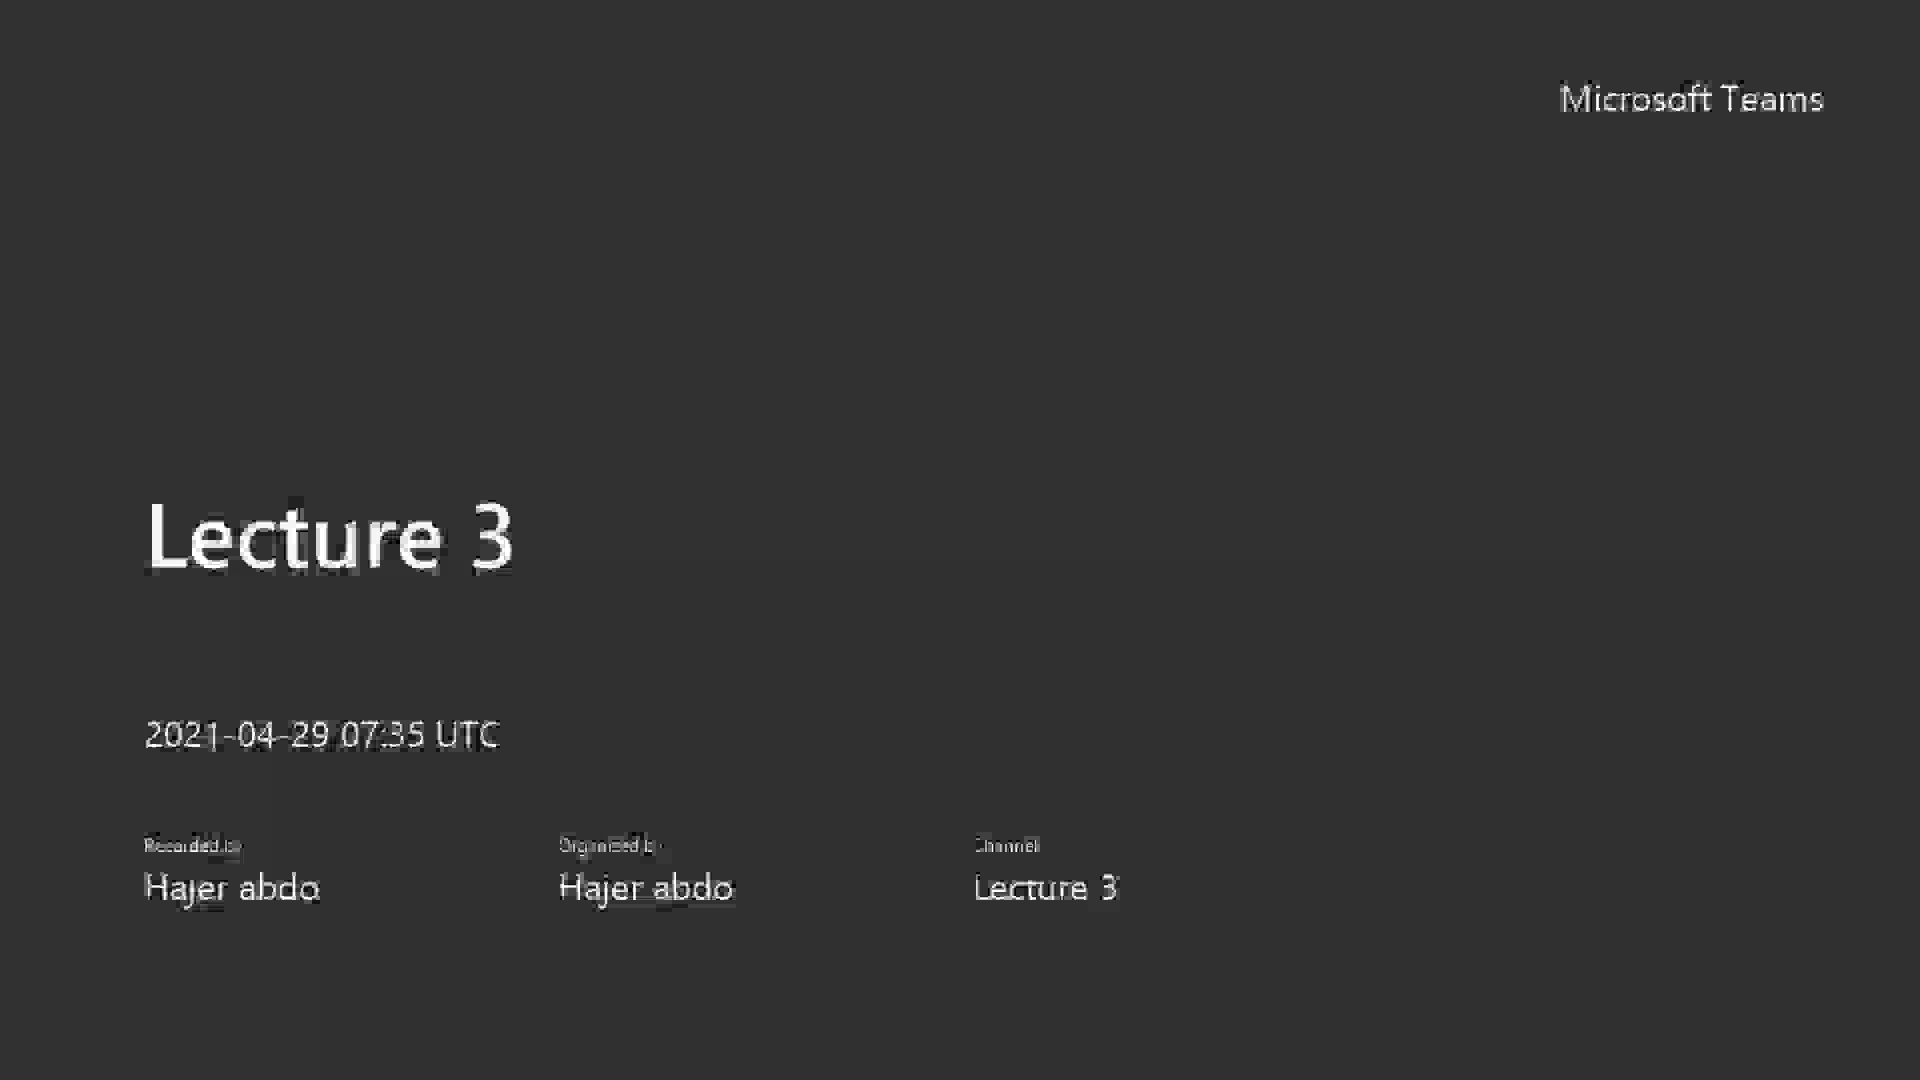 Microsoft Teams
Lecture 3
2021-04-29 07:35 UTC
Recorded by
Organized by
Channel
Hajer abdo
Hajer abdo
Lecture 3